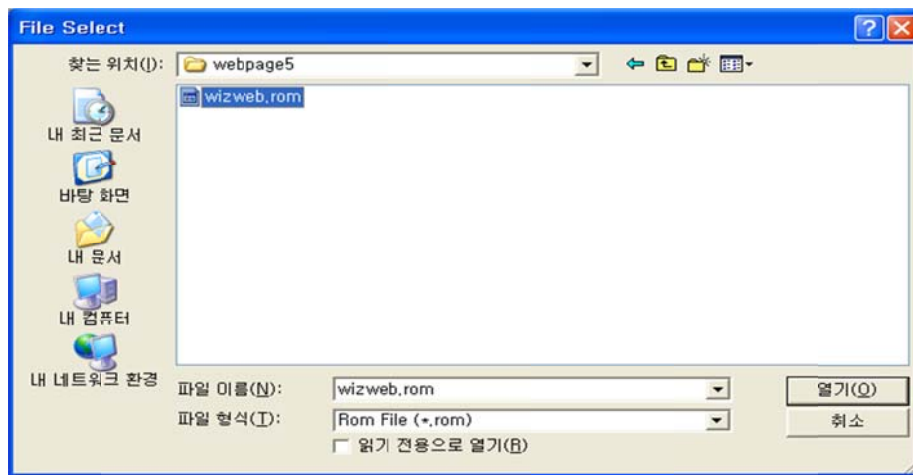 File Select
찾는 위치(I):
webpage5
wizweb.rom
내 최근 문서
바탕 화면
내 문서
내 컴퓨터
내 네트워크 환경
파일 이름(N):
wizweb.rom
열기(O)
파일 형식(T):
Rom File (*.rom)
취소
읽기 전용으로 열기(R)